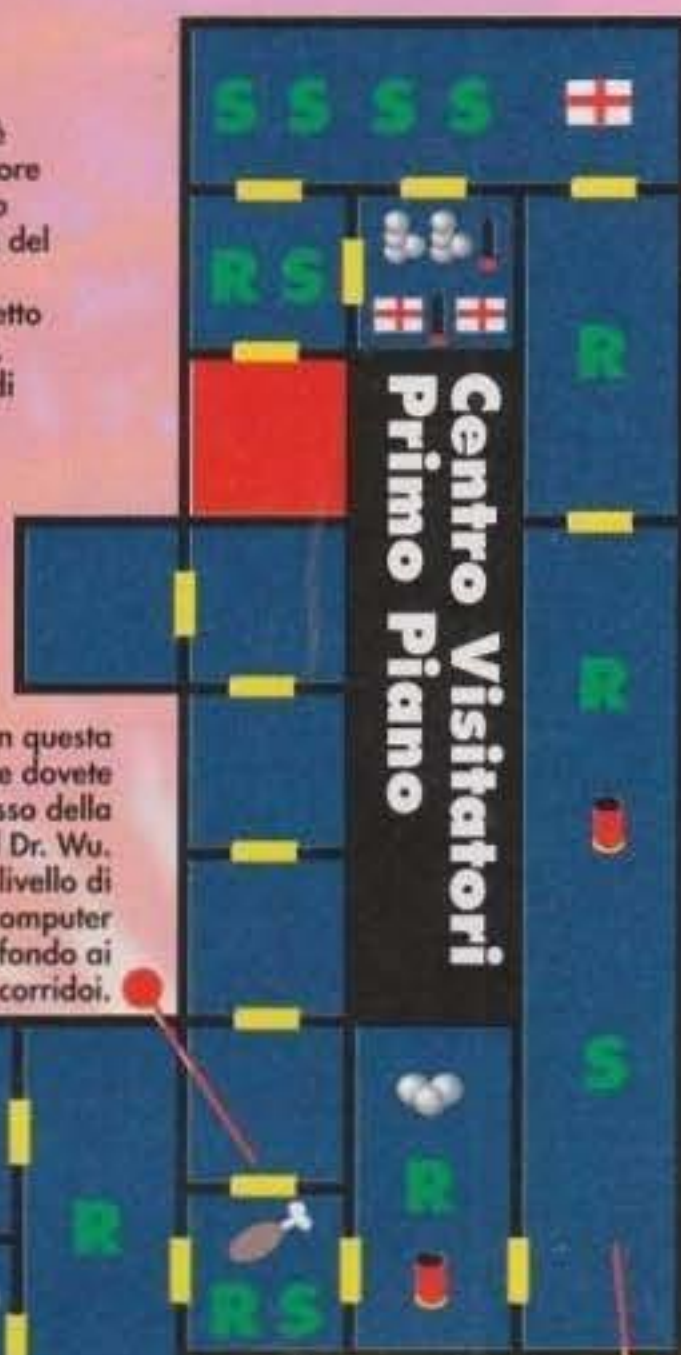 è
ore
o
del
etto
di
S S S S
R S
R
Centro Visitatori
Primo Piano
R
n questa
e dovete
sso della
Dr. Wu.
livello di
omputer
fondo ai
corridoi.
S
R
R
R S